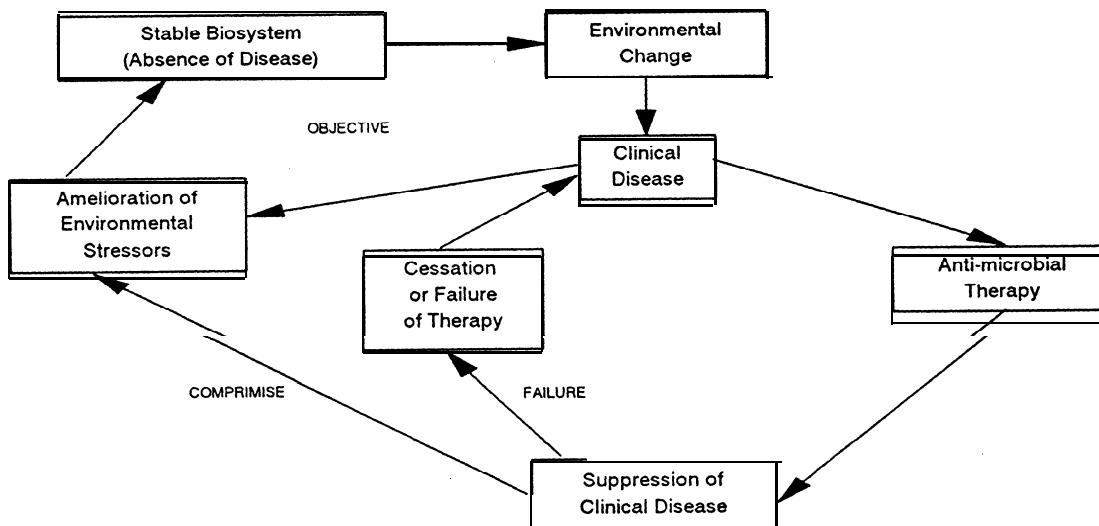 Stable Biosystem
(Absence of Disease)
Environmental
Change
OBJECTIVE
Clinical
Disease
Amelioration of
Environmental
Stressors
Cessation
or Failure
of Therapy
Anti-microbial
Therapy
COMPRIMISE
FAILURE
Suppression of
Clinical Disease